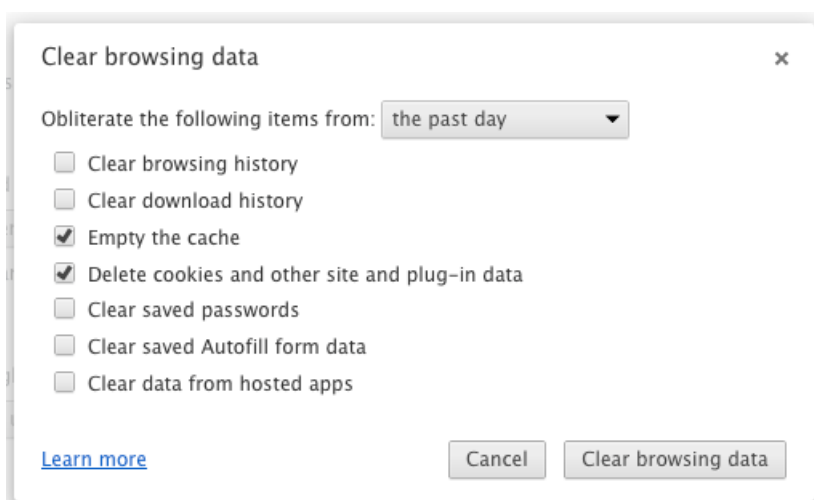 Clear browsing data
Obliterate the following items from: the past day
Clear browsing history
Clear download history
Empty the cache
Delete cookies and other site and plug-in data
Clear saved passwords
Clear saved Autofill form data
Clear data from hosted apps
Learn more Cancel Clear browsing data